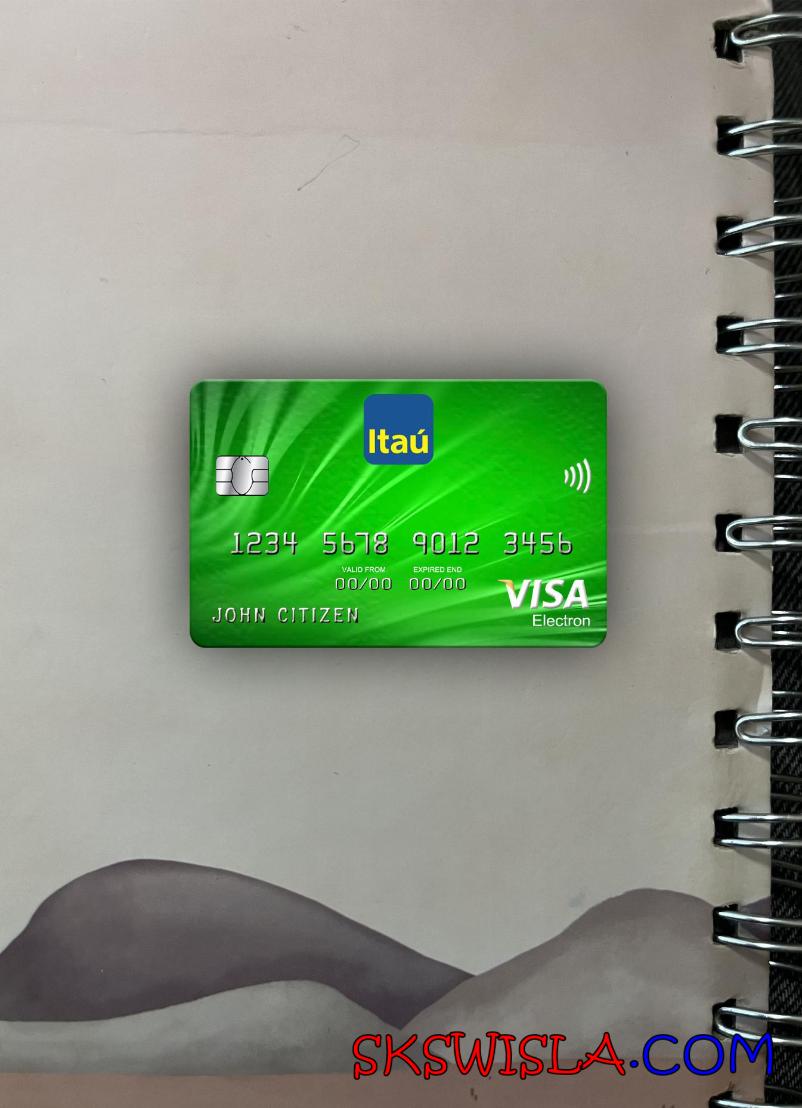 Itaú
1234 5678 9012 3456
VALID FROM EXPIRED END
00/00 00/00
JOHN CITIZEN
VISA
Electron
SKSWISLA.COM